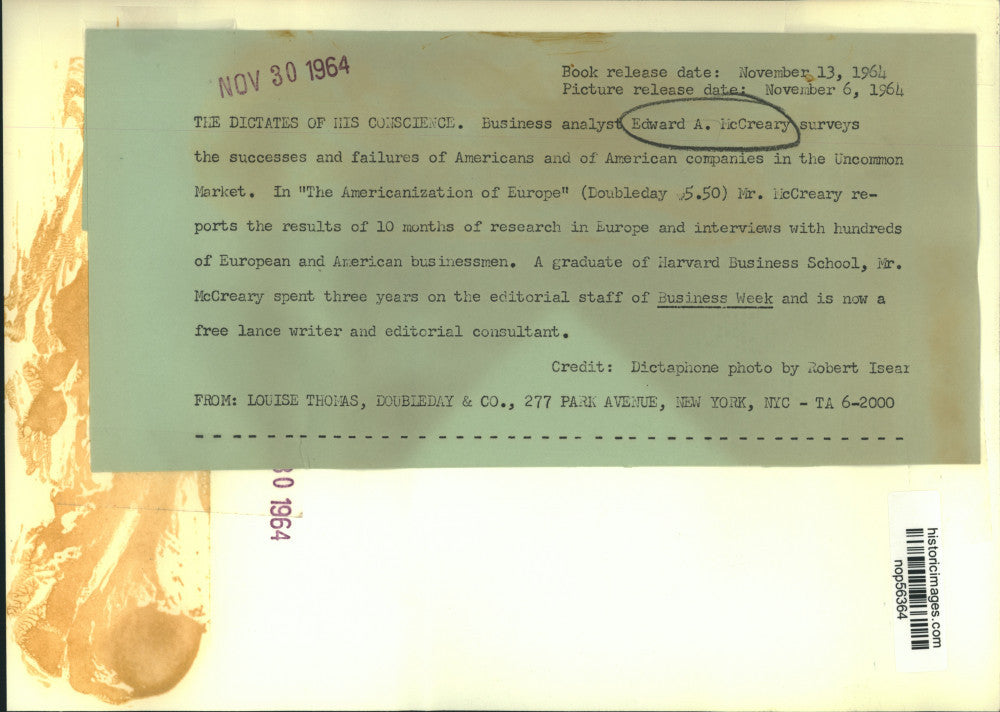 NOV 30 1964
Book release date: November 13, 1964
Picture release date: November 6, 1964
THE DICTATES OF HIS CONSCIENCE. Business analyst Edward A. McCreary surveys
the successes and failures of Americans and of American companies in the Uncommon
Market. In "The Americanization of Europe" (Doubleday $5.50) Mr. McCreary re-
ports the results of 10 months of research in Europe and interviews with hundreds
of European and American businessmen. A graduate of Harvard Business School, Mr.
McCreary spent three years on the editorial staff of Business Week and is now a
free lance writer and editorial consultant.
Credit: Dictaphone photo by Robert Isear
FROM: LOUISE THOMAS, DOUBLEDAY & CO., 277 PARK AVENUE, NEW YORK, NYC - TA 6-2000
30 1964
historicimages.com
nop56364